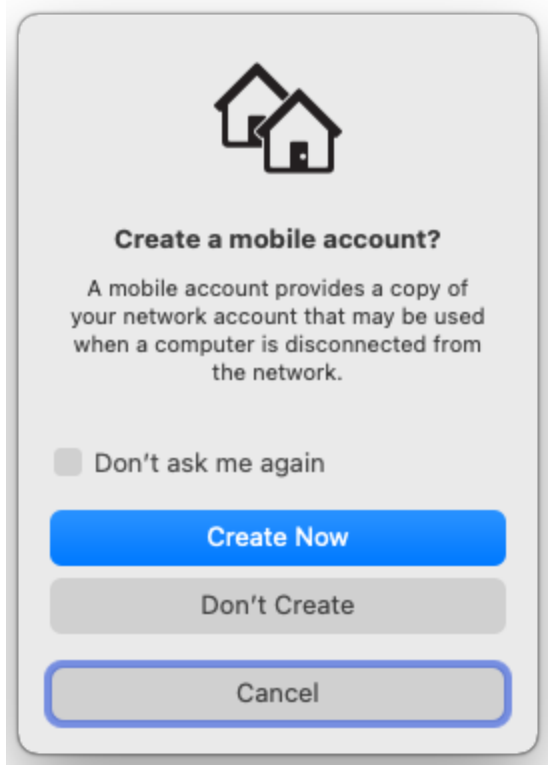 Create a mobile account?
A mobile account provides a copy of
your network account that may be used
when a computer is disconnected from
the network.
Don't ask me again
Create Now
Don't Create
Cancel